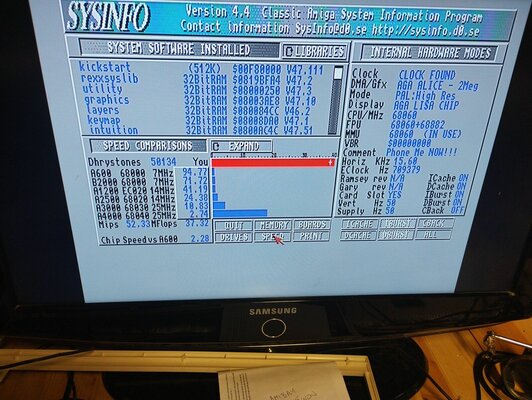 SYSINFO
Version 4.4 Classic Amiga System Information Program
Contact information SysInfo@d0.se http://sysinfo.d0.se
SYSTEM SOFTWARE INSTALLED
LIBRARIES
INTERNAL HARDWARE MODES
kickstart (512K) $00F80000 V47.111
rexxsyslib 32BitRAM $0819BFA4 V47.2
utility 32BitRAM $08000250 V47.3
graphics 32BitRAM $08003AE8 V47.10
layers 32BitRAM $080084CC V46.2
keymap 32BitRAM $08008DA0 V47.1
intuition 32BitRAM $0800AC4C V47.51
Clock CLOCK FOUND
DMA/Gfx AGA ALICE - 2Meg
Mode PAL:High Res
Display AGA LISA CHIP
CPU/MHz 68060
FPU 68060+68882
MMU 68060 (IN USE)
VBR $00000000
Comment Phone Me NOW!!!
Horiz KHz 15.60
EClock Hz 709379
Ramsey rev N/A ICache ON
Gary rev N/A DCache ON
Card Slot YES IBurst ON
Vert Hz 50 DBurst ON
Supply Hz 50 CBack OFF
SPEED COMPARISONS
EXPAND
Dhrystones 50134 You
A600 68000 7MHz 94.77
B2000 68000 7MHz 71.72
A1200 EC020 14MHz 41.19
A2500 68020 14MHz 24.38
A3000 68030 25MHz 10.83
A4000 68040 25MHz 2.74
Mips 52.33 MFlops 37.32
Chip Speed vs A600 2.28
QUIT MEMORY BOARDS
DRIVES SPEED PRINT
ICACHE IBURST CBACK
DCACHE DBURST ALL
SAMSUNG